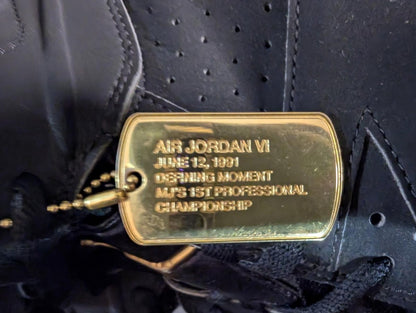 AIR JORDAN VI
JUNE 12, 1991
DEFINING MOMENT
MJ'S 1ST PROFESSIONAL
CHAMPIONSHIP